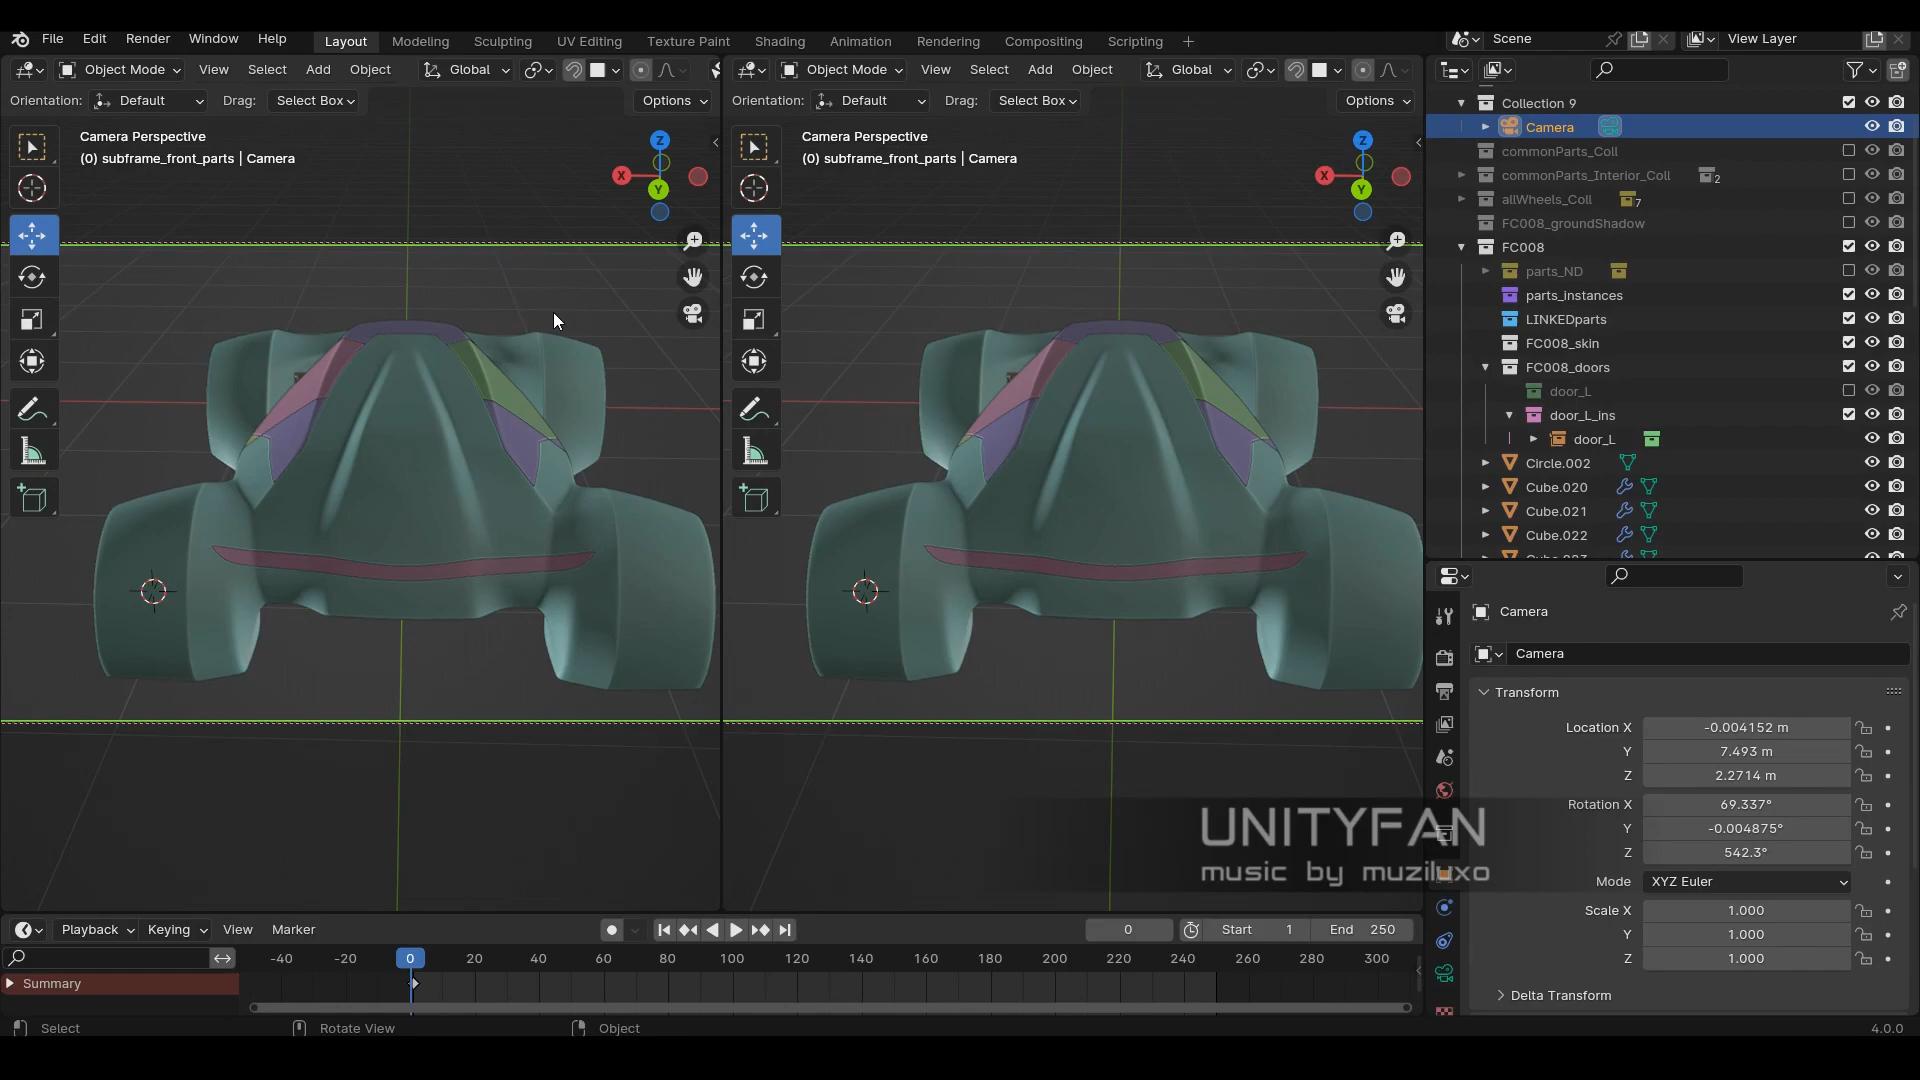 File Edit Render Window Help Layout Modeling Sculpting UV Editing Texture Paint Shading Animation Rendering Compositing Scripting + Scene View Layer
Object Mode View Select Add Object Global
Orientation: Default Drag: Select Box Options
Camera Perspective
(0) subframe_front_parts | Camera
Z
X
Y
Object Mode View Select Add Object Global
Orientation: Default Drag: Select Box Options
Camera Perspective
(0) subframe_front_parts | Camera
Z
X
Y
Collection 9
Camera
commonParts_Coll
commonParts_Interior_Coll 2
allWheels_Coll 7
FC008_groundShadow
FC008
parts_ND
parts_instances
LINKEDparts
FC008_skin
FC008_doors
door_L
door_L_ins
door_L
Circle.002
Cube.020
Cube.021
Cube.022
Cube.023
Camera
Camera
Transform
Location X -0.004152 m
Y 7.493 m
Z 2.2714 m
Rotation X 69.337°
Y -0.004875°
Z 542.3°
Mode XYZ Euler
Scale X 1.000
Y 1.000
Z 1.000
Delta Transform
UNITYFAN
music by muziluxo
Playback Keying View Marker 0 Start 1 End 250
-40 -20 0 20 40 60 80 100 120 140 160 180 200 220 240 260 280 300
Summary
Select Rotate View Object 4.0.0